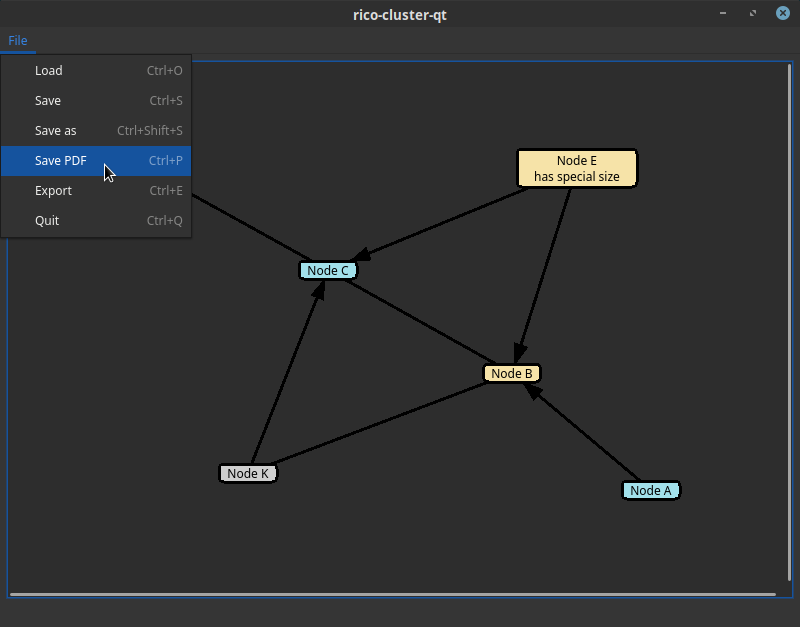 rico-cluster-qt
File
Load Ctrl+O
Save Ctrl+S
Save as Ctrl+Shift+S
Save PDF Ctrl+P
Export Ctrl+E
Quit Ctrl+Q
Node E
has special size
Node C
Node B
Node K
Node A